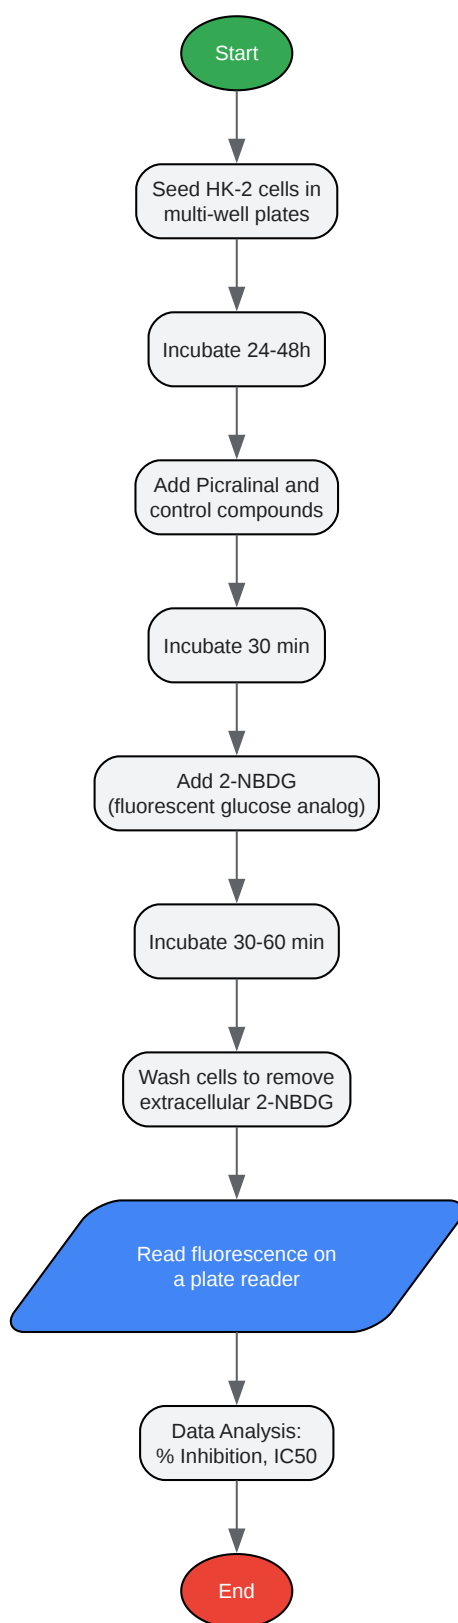 Start
Seed HK-2 cells in
multi-well plates
Incubate 24-48h
Add Picralinal and
control compounds
Incubate 30 min
Add 2-NBDG
(fluorescent glucose analog)
Incubate 30-60 min
Wash cells to remove
extracellular 2-NBDG
Read fluorescence on
a plate reader
Data Analysis:
% Inhibition, IC50
End